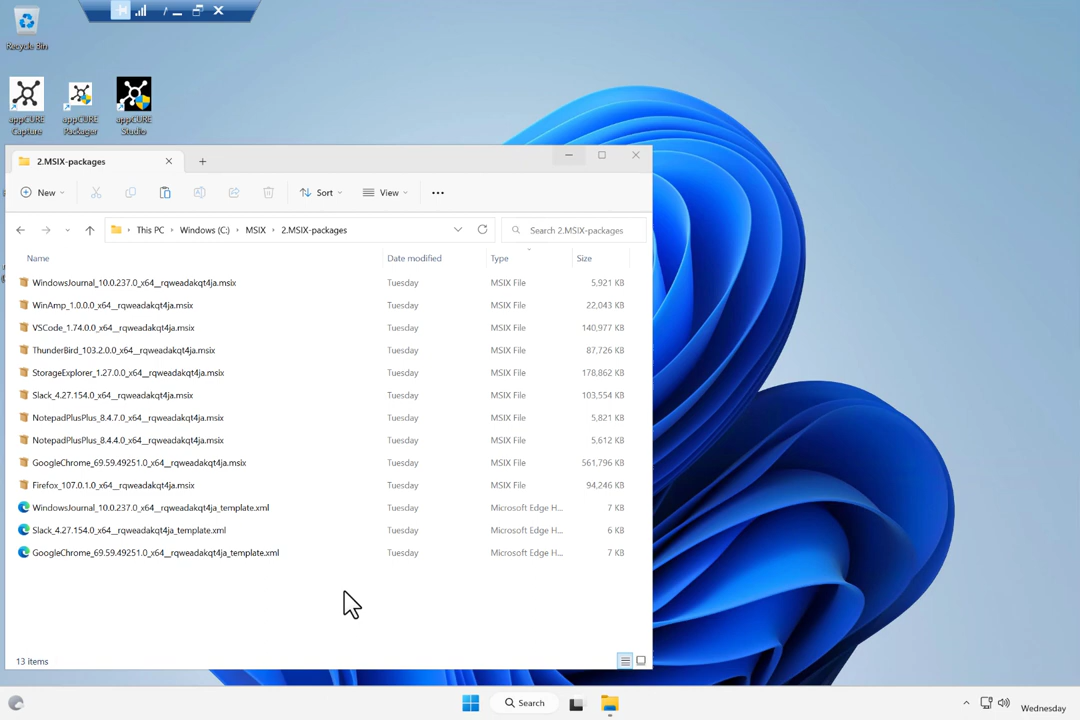 Recycle Bin
appCURE Capture
appCURE Packager
appCURE Studio
2.MSIX-packages
New
Sort
View
This PC
Windows (C:)
MSIX
2.MSIX-packages
Search 2.MSIX-packages
Name Date modified Type Size
WindowsJournal_10.0.237.0_x64__rqweadakqt4ja.msix Tuesday MSIX File 5,921 KB
WinAmp_1.0.0.0_x64__rqweadakqt4ja.msix Tuesday MSIX File 22,043 KB
VSCode_1.74.0.0_x64__rqweadakqt4ja.msix Tuesday MSIX File 140,977 KB
ThunderBird_103.2.0.0_x64__rqweadakqt4ja.msix Tuesday MSIX File 87,726 KB
StorageExplorer_1.27.0.0_x64__rqweadakqt4ja.msix Tuesday MSIX File 178,862 KB
Slack_4.27.154.0_x64__rqweadakqt4ja.msix Tuesday MSIX File 103,554 KB
NotepadPlusPlus_8.4.7.0_x64__rqweadakqt4ja.msix Tuesday MSIX File 5,821 KB
NotepadPlusPlus_8.4.4.0_x64__rqweadakqt4ja.msix Tuesday MSIX File 5,612 KB
GoogleChrome_69.59.49251.0_x64__rqweadakqt4ja.msix Tuesday MSIX File 561,796 KB
Firefox_107.0.1.0_x64__rqweadakqt4ja.msix Tuesday MSIX File 94,246 KB
WindowsJournal_10.0.237.0_x64__rqweadakqt4ja_template.xml Tuesday Microsoft Edge H... 7 KB
Slack_4.27.154.0_x64__rqweadakqt4ja_template.xml Tuesday Microsoft Edge H... 6 KB
GoogleChrome_69.59.49251.0_x64__rqweadakqt4ja_template.xml Tuesday Microsoft Edge H... 7 KB
13 items
Search
Wednesday